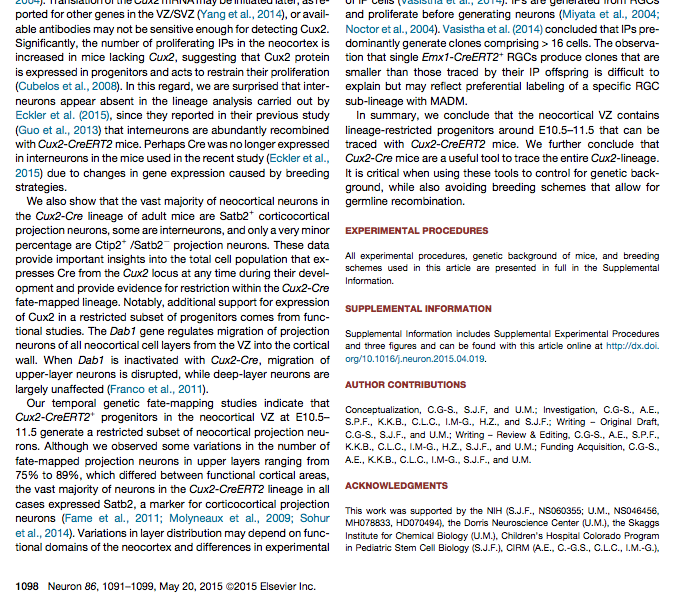 2004). Translation of the Cux2 mRNA may be initiated later, as re-
ported for other genes in the VZ/SVZ (Yang et al., 2014), or avail-
able antibodies may not be sensitive enough for detecting Cux2.
Significantly, the number of proliferating IPs in the neocortex is
increased in mice lacking Cux2, suggesting that Cux2 protein
is expressed in progenitors and acts to restrain their proliferation
(Cubelos et al., 2008). In this regard, we are surprised that inter-
neurons appear absent in the lineage analysis carried out by
Eckler et al. (2015), since they reported in their previous study
(Guo et al., 2013) that interneurons are abundantly recombined
with Cux2-CreERT2 mice. Perhaps Cre was no longer expressed
in interneurons in the mice used in the recent study (Eckler et al.,
2015) due to changes in gene expression caused by breeding
strategies.
We also show that the vast majority of neocortical neurons in
the Cux2-Cre lineage of adult mice are Satb2+ corticocortical
projection neurons, some are interneurons, and only a very minor
percentage are Ctip2+ /Satb2− projection neurons. These data
provide important insights into the total cell population that ex-
presses Cre from the Cux2 locus at any time during their devel-
opment and provide evidence for restriction within the Cux2-Cre
fate-mapped lineage. Notably, additional support for expression
of Cux2 in a restricted subset of progenitors comes from func-
tional studies. The Dab1 gene regulates migration of projection
neurons of all neocortical cell layers from the VZ into the cortical
wall. When Dab1 is inactivated with Cux2-Cre, migration of
upper-layer neurons is disrupted, while deep-layer neurons are
largely unaffected (Franco et al., 2011).
Our temporal genetic fate-mapping studies indicate that
Cux2-CreERT2+ progenitors in the neocortical VZ at E10.5–
11.5 generate a restricted subset of neocortical projection neu-
rons. Although we observed some variations in the number of
fate-mapped projection neurons in upper layers ranging from
75% to 89%, which differed between functional cortical areas,
the vast majority of neurons in the Cux2-CreERT2 lineage in all
cases expressed Satb2, a marker for corticocortical projection
neurons (Fame et al., 2011; Molyneaux et al., 2009; Sohur
et al., 2014). Variations in layer distribution may depend on func-
tional domains of the neocortex and differences in experimental
of IP cells (Vasistha et al., 2014). IPs are generated from RGCs
and proliferate before generating neurons (Miyata et al., 2004;
Noctor et al., 2004). Vasistha et al. (2014) concluded that IPs pre-
dominantly generate clones comprising > 16 cells. The observa-
tion that single Emx1-CreERT2+ RGCs produce clones that are
smaller than those traced by their IP offspring is difficult to
explain but may reflect preferential labeling of a specific RGC
sub-lineage with MADM.
In summary, we conclude that the neocortical VZ contains
lineage-restricted progenitors around E10.5–11.5 that can be
traced with Cux2-CreERT2 mice. We further conclude that
Cux2-Cre mice are a useful tool to trace the entire Cux2-lineage.
It is critical when using these tools to control for genetic back-
ground, while also avoiding breeding schemes that allow for
germline recombination.
EXPERIMENTAL PROCEDURES
All experimental procedures, genetic background of mice, and breeding
schemes used in this article are presented in full in the Supplemental
Information.
SUPPLEMENTAL INFORMATION
Supplemental Information includes Supplemental Experimental Procedures
and three figures and can be found with this article online at http://dx.doi.
org/10.1016/j.neuron.2015.04.019.
AUTHOR CONTRIBUTIONS
Conceptualization, C.G-S., S.J.F, and U.M.; Investigation, C.G-S., A.E.,
S.P.F., K.K.B., C.L.C., I.M-G., H.Z., and S.J.F.; Writing – Original Draft,
C.G-S., S.J.F., and U.M.; Writing – Review & Editing, C.G-S., A.E., S.P.F.,
K.K.B., C.L.C., I.M-G., H.Z., S.J.F., and U.M.; Funding Acquisition, C.G-S.,
A.E., K.K.B., C.L.C., I.M-G., S.J.F., and U.M.
ACKNOWLEDGMENTS
This work was supported by the NIH (S.J.F., NS060355; U.M., NS046456,
MH078833, HD070494), the Dorris Neuroscience Center (U.M.), the Skaggs
Institute for Chemical Biology (U.M.), Children's Hospital Colorado Program
in Pediatric Stem Cell Biology (S.J.F.), CIRM (A.E., C.-G.S., C.L.C., I.M.-G.),
1098 Neuron 86, 1091–1099, May 20, 2015 ©2015 Elsevier Inc.